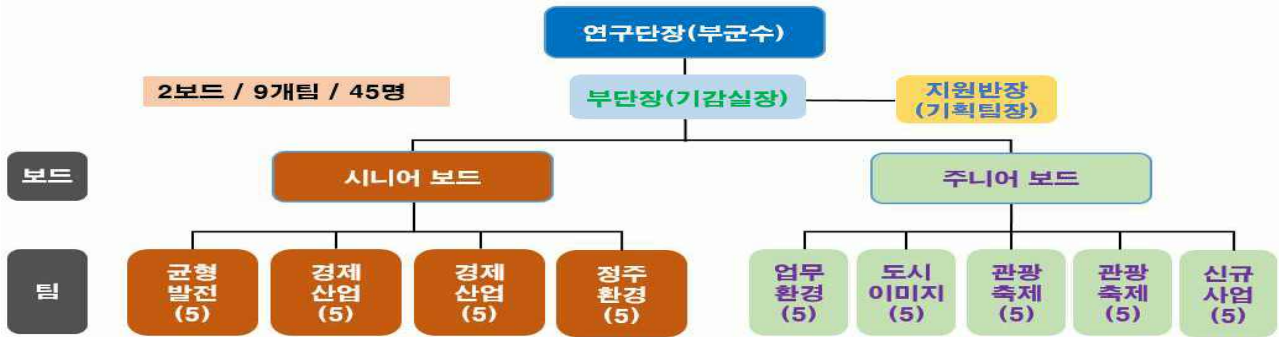 연구단장(부군수)
2보드 / 9개팀 / 45명
부단장(기감실장)
지원반장
(기획팀장)
보드
시니어 보드
주니어 보드
팀
균형
발전
(5)
경제
산업
(5)
경제
산업
(5)
정주
환경
(5)
업무
환경
(5)
도시
이미지
(5)
관광
축제
(5)
관광
축제
(5)
신규
사업
(5)